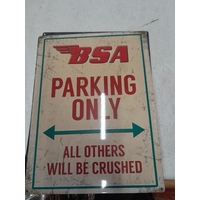 BSA
PARKING
ONLY
ALL OTHERS
WILL BE CRUSHED